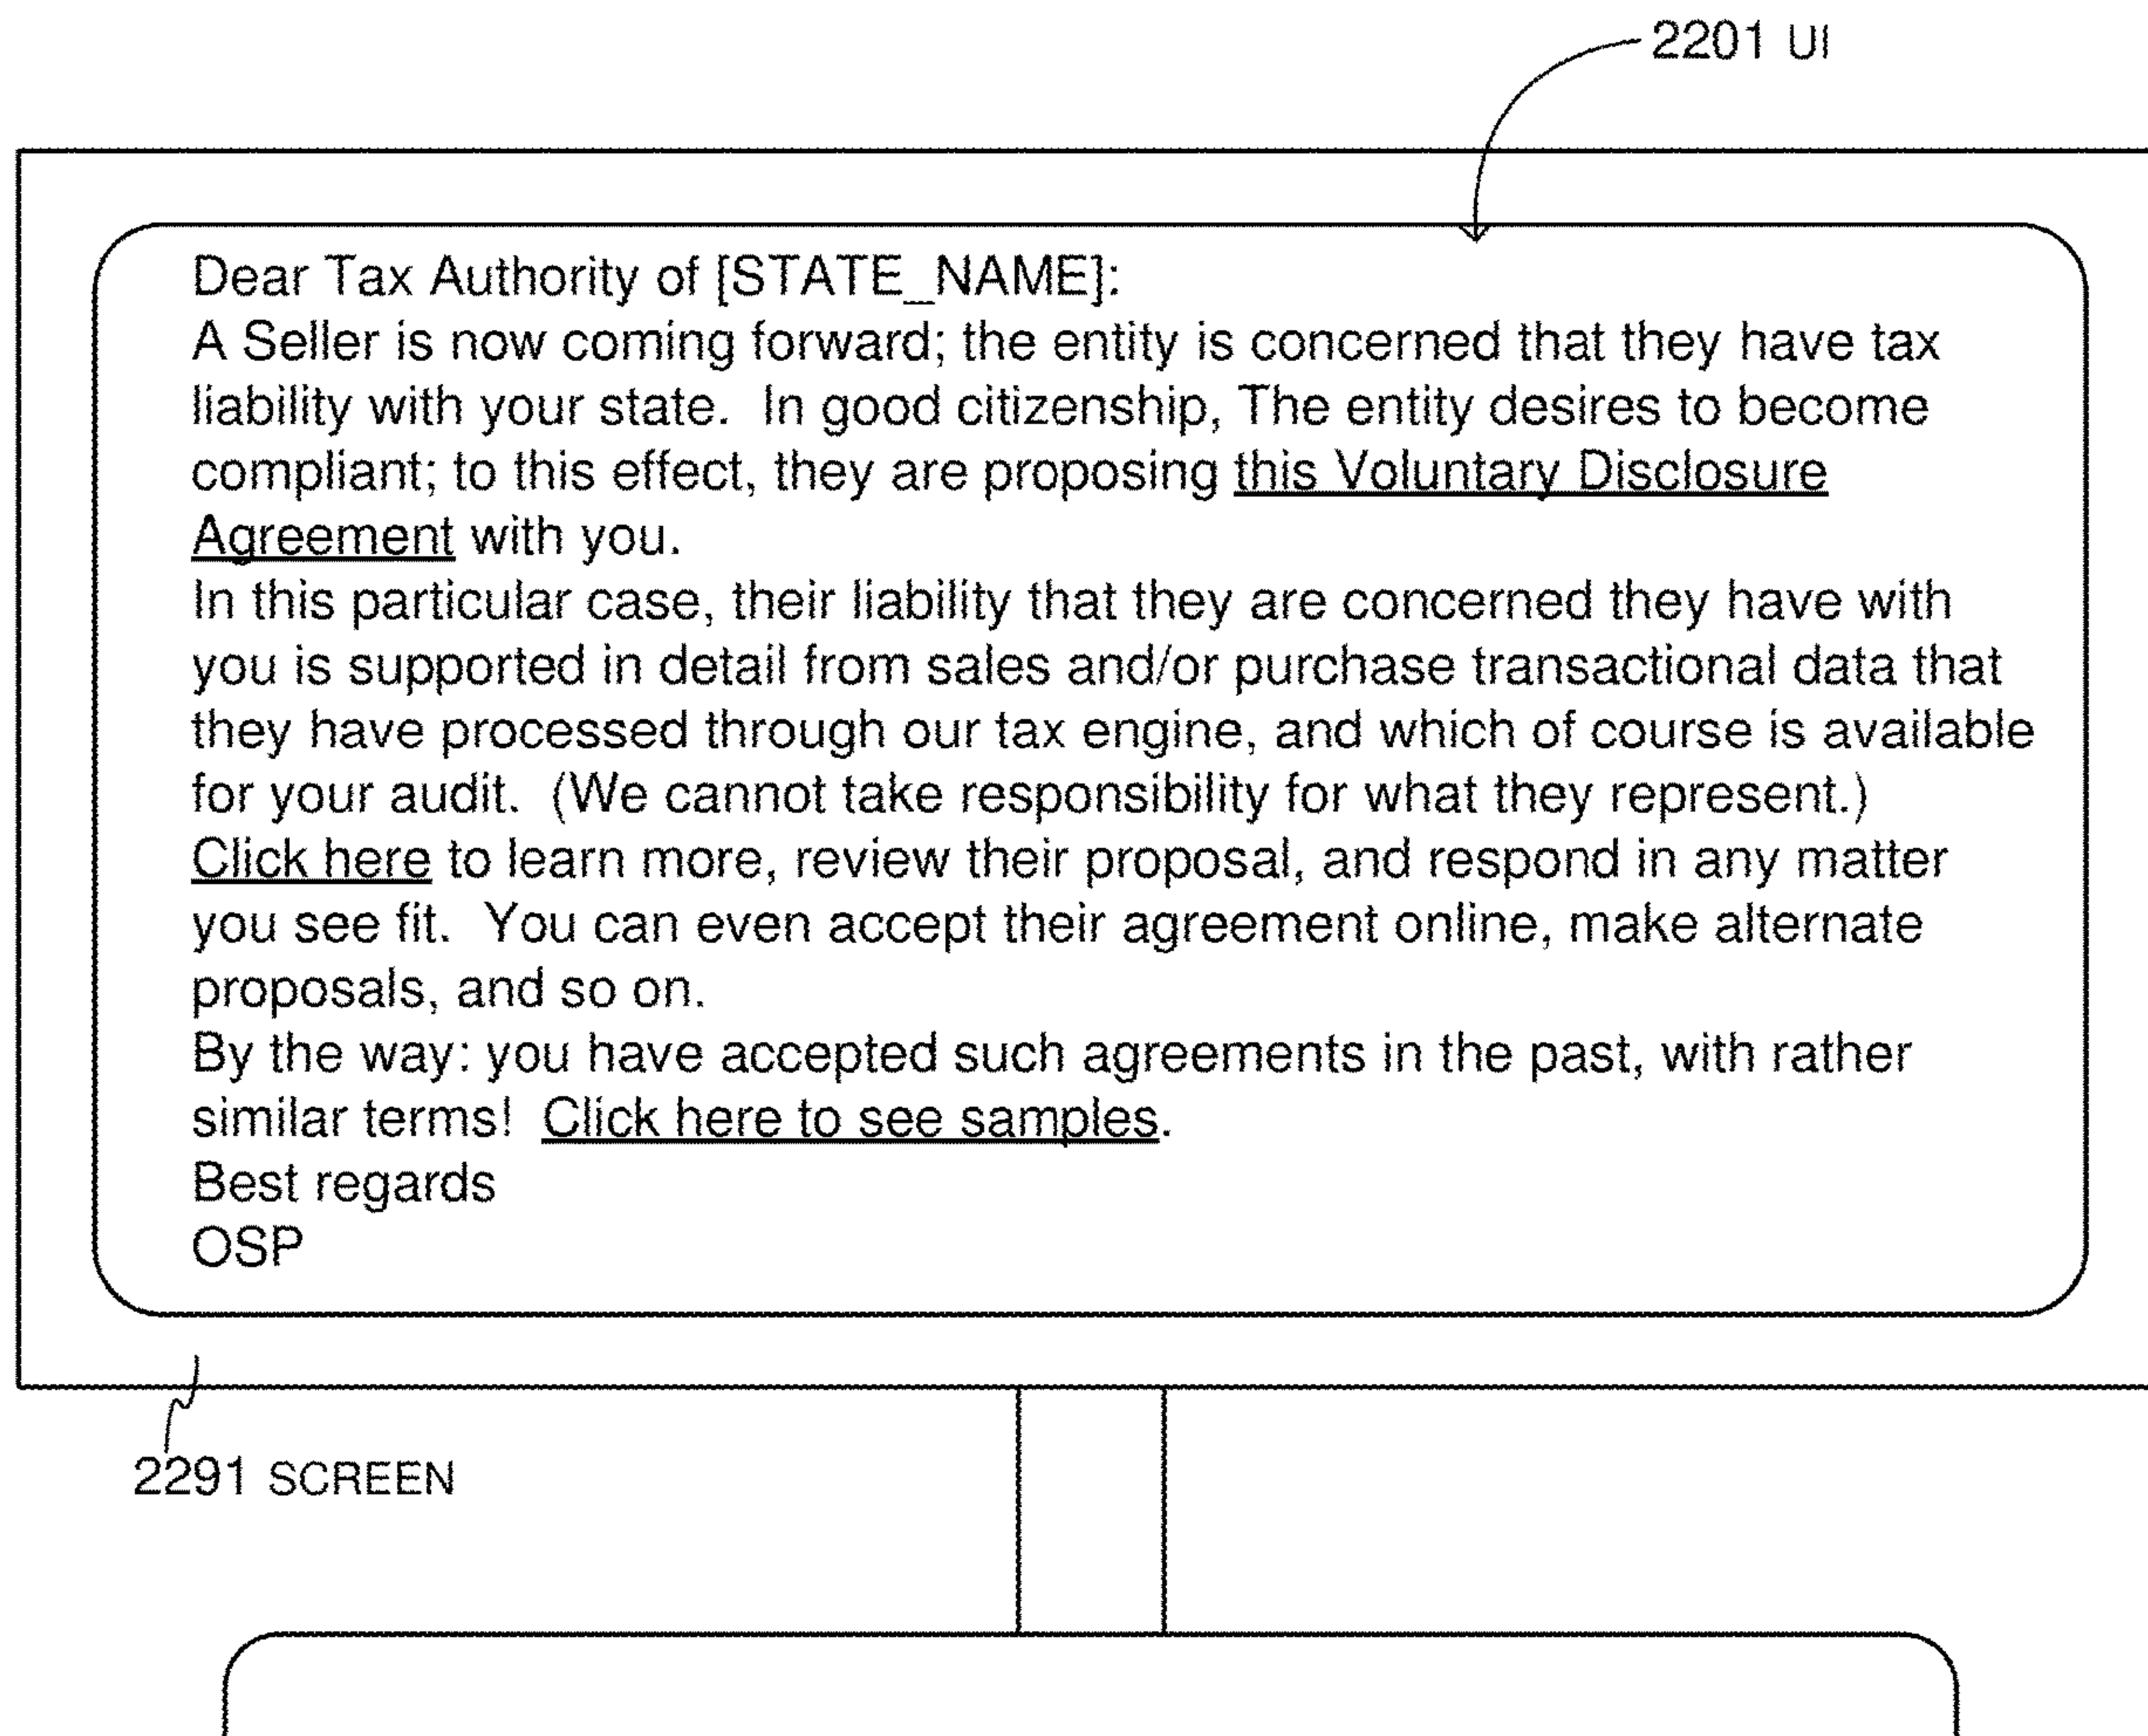 2201 UI
Dear Tax Authority of [STATE_NAME]:
A Seller is now coming forward; the entity is concerned that they have tax
liability with your state.  In good citizenship, The entity desires to become
compliant; to this effect, they are proposing this Voluntary Disclosure
Agreement with you.
In this particular case, their liability that they are concerned they have with
you is supported in detail from sales and/or purchase transactional data that
they have processed through our tax engine, and which of course is available
for your audit.  (We cannot take responsibility for what they represent.)
Click here to learn more, review their proposal, and respond in any matter
you see fit.  You can even accept their agreement online, make alternate
proposals, and so on.
By the way: you have accepted such agreements in the past, with rather
similar terms!  Click here to see samples.
Best regards
OSP
2291 SCREEN